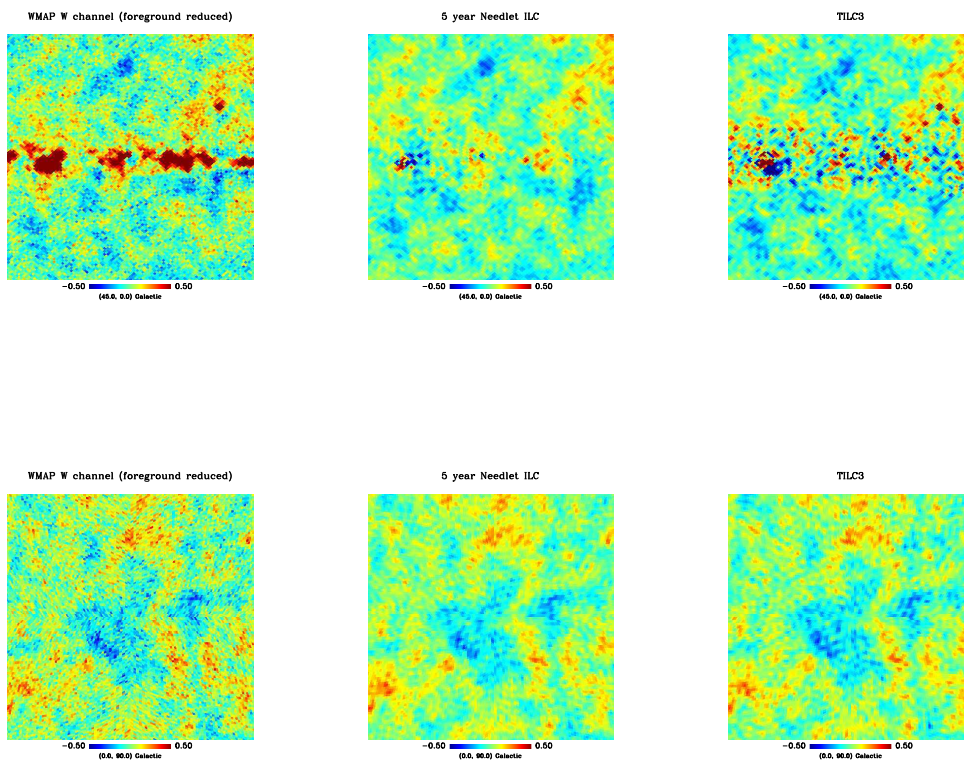 WMAP W channel (foreground reduced)
5 year Needlet ILC
TILC3
−0.50 0.50
(45.0, 0.0) Galactic
−0.50 0.50
(45.0, 0.0) Galactic
−0.50 0.50
(45.0, 0.0) Galactic
WMAP W channel (foreground reduced)
5 year Needlet ILC
TILC3
−0.50 0.50
(0.0, 90.0) Galactic
−0.50 0.50
(0.0, 90.0) Galactic
−0.50 0.50
(0.0, 90.0) Galactic